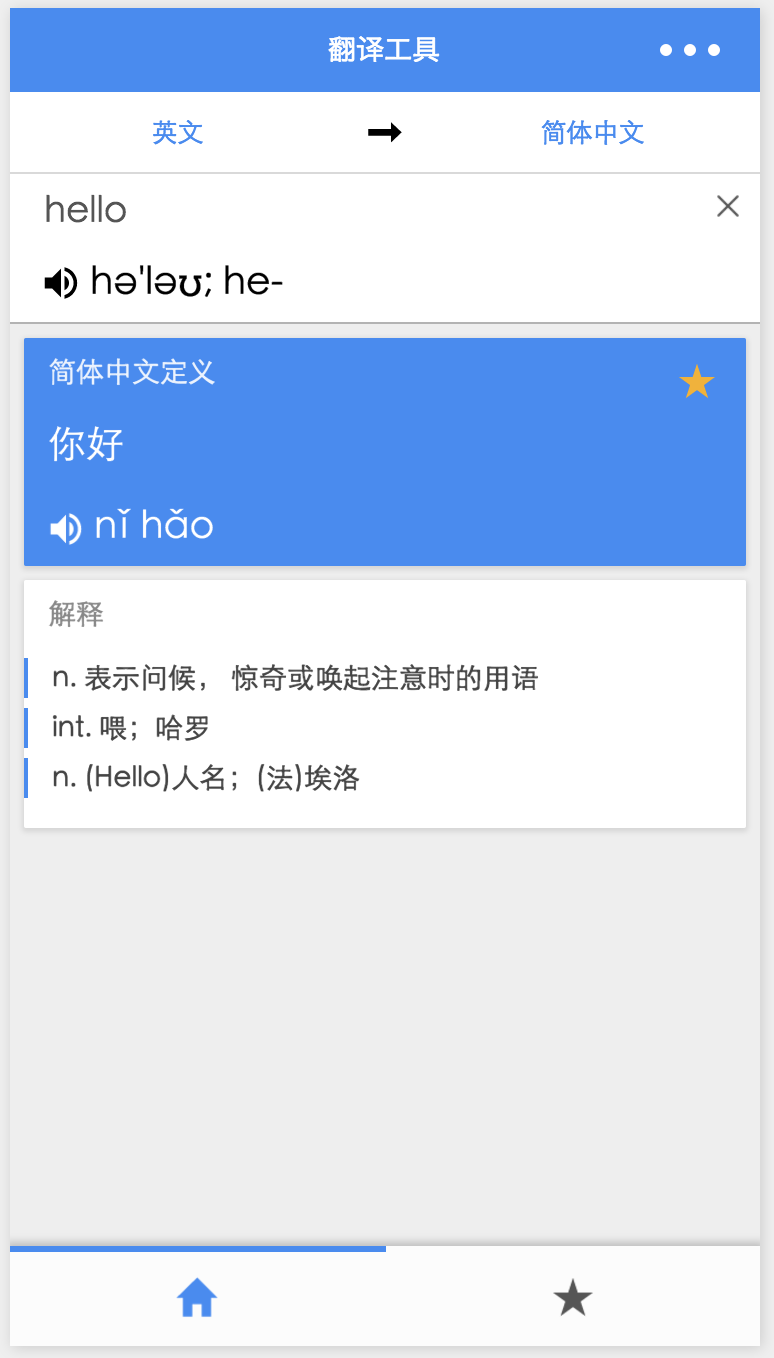 翻译工具
英文
简体中文
hello
hə'ləʊ; he-
简体中文定义
你好
nǐ hǎo
解释
n. 表示问候， 惊奇或唤起注意时的用语
int. 喂；哈罗
n. (Hello)人名；(法)埃洛